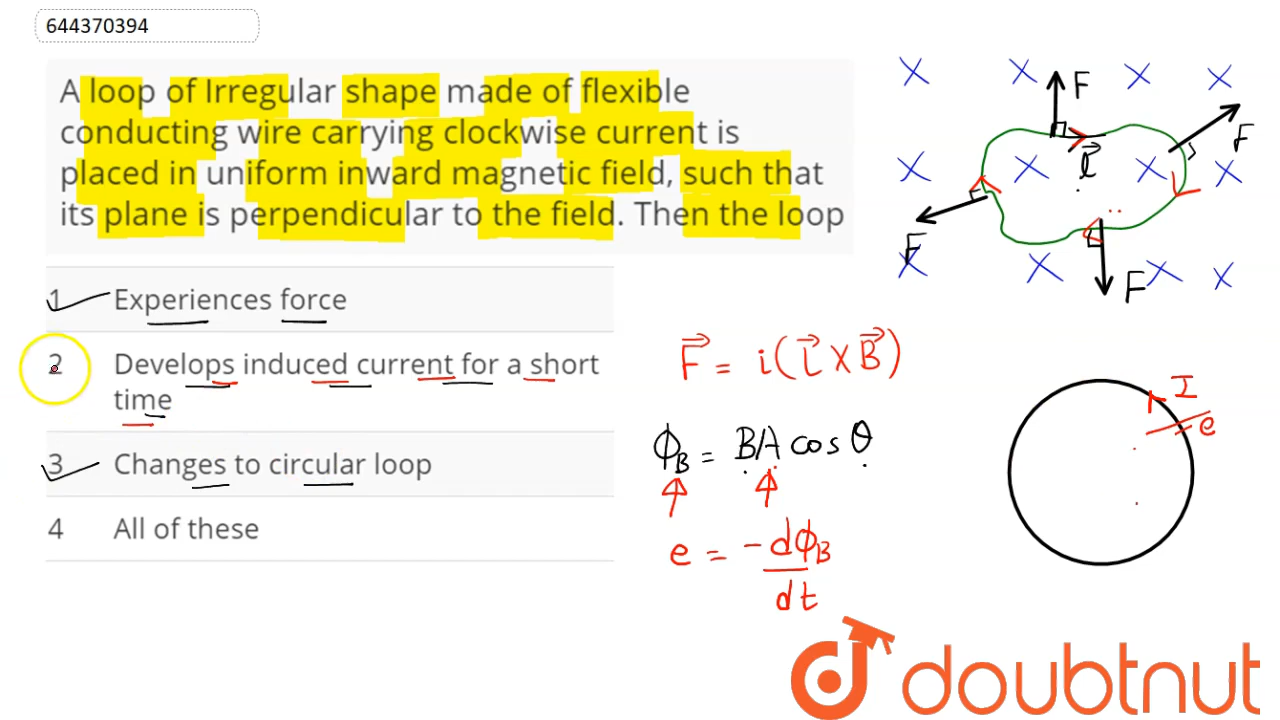 644370394
A loop of Irregular shape made of flexible
conducting wire carrying clockwise current is
placed in uniform inward magnetic field, such that
its plane is perpendicular to the field. Then the loop
1 Experiences force
2 Develops induced current for a short
time
3 Changes to circular loop
4 All of these
F
F
l⃗
F
F
F⃗ = i(l⃗ × B⃗)
ϕ_B = BA cos θ
e = -dϕ_B
dt
I
e
doubtnut